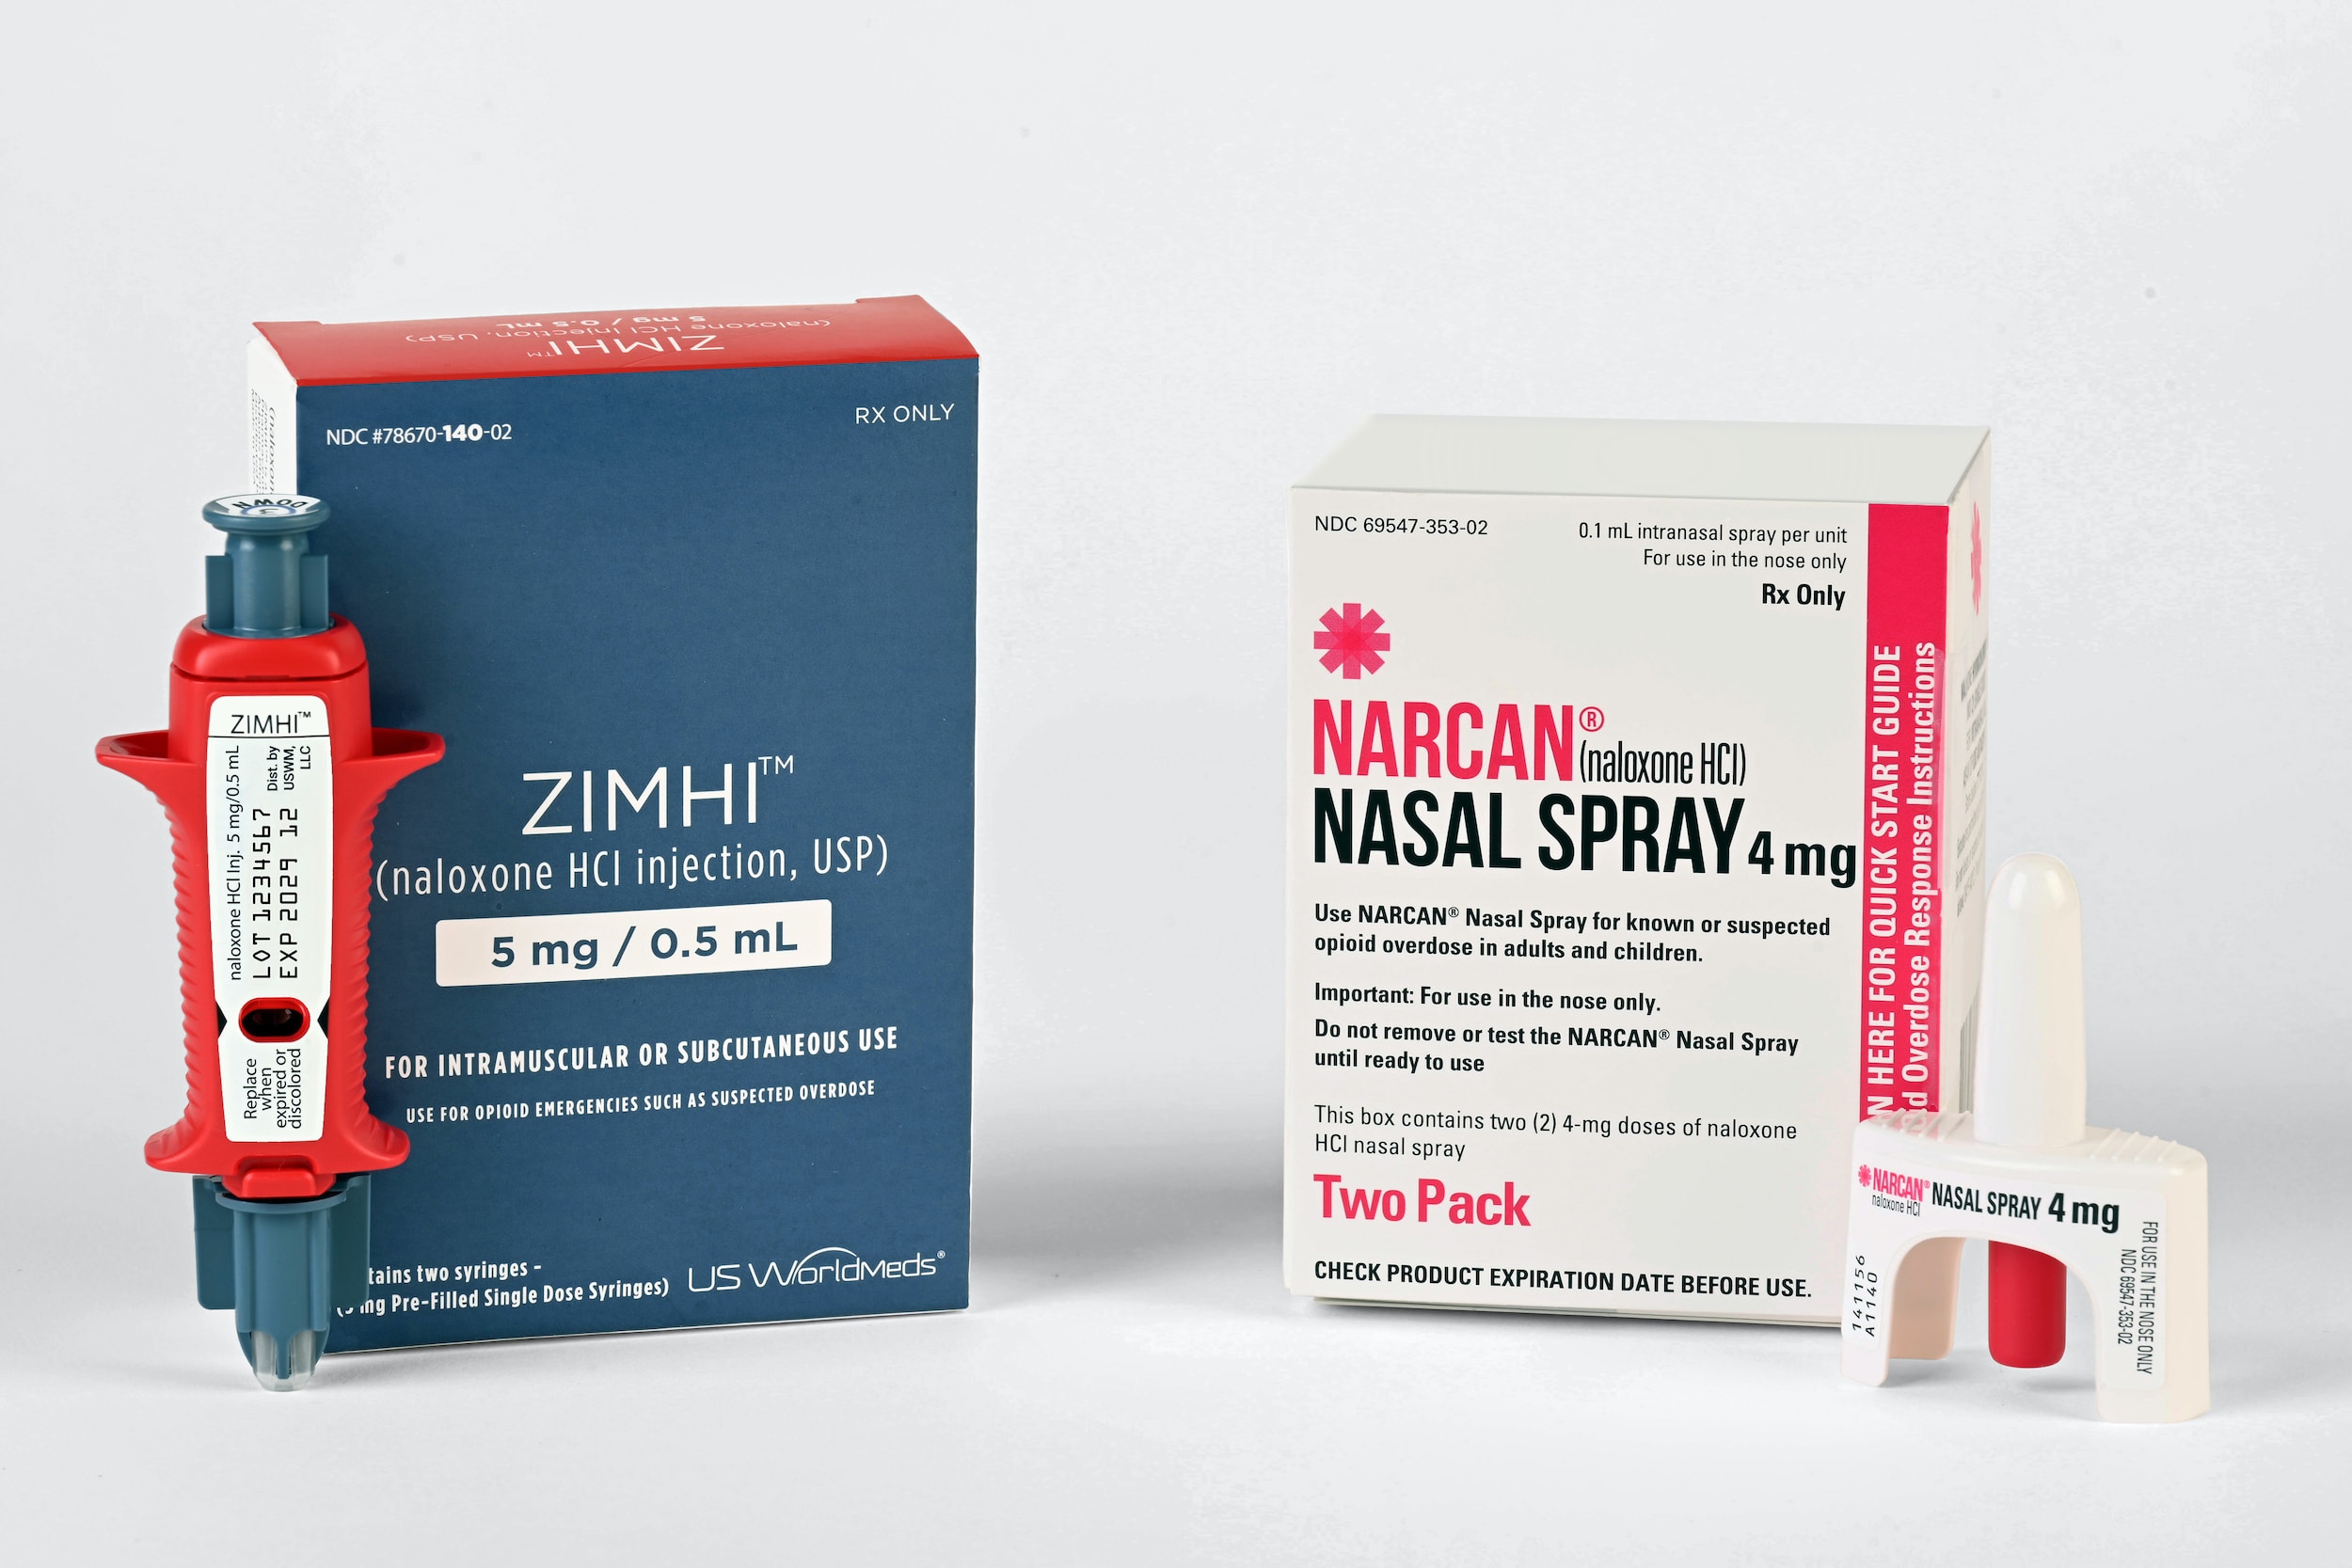 ZIMHI™
(naloxone HCl Injection, USP)
5 mg / 0.5 mL
NDC #78670-140-02
RX ONLY
ZIMHI™
(naloxone HCl injection, USP)
5 mg / 0.5 mL
FOR INTRAMUSCULAR OR SUBCUTANEOUS USE
USE FOR OPIOID EMERGENCIES SUCH AS SUSPECTED OVERDOSE
two syringes -
mg Pre-Filled Single Dose Syringes)
US WorldMeds®
DOWN
3
ZIMHI™
naloxone HCl Inj. 5 mg/0.5 mL
LOT 1234567
EXP 2029 12
Dist. by
USWM,
LLC
Replace
when
expired or
discolored
NDC 69547-353-02
0.1 mL intranasal spray per unit
For use in the nose only
Rx Only
NARCAN® (naloxone HCl)
NASAL SPRAY 4 mg
Use NARCAN® Nasal Spray for known or suspected
opioid overdose in adults and children.
Important: For use in the nose only.
Do not remove or test the NARCAN® Nasal Spray
until ready to use
This box contains two (2) 4-mg doses of naloxone
HCl nasal spray
Two Pack
CHECK PRODUCT EXPIRATION DATE BEFORE USE.
HERE FOR QUICK START GUIDE
Overdose Response Instructions
NARCAN® NASAL SPRAY 4 mg
naloxone HCl
141156
A1140
FOR USE IN THE NOSE ONLY
NDC 69547-353-02